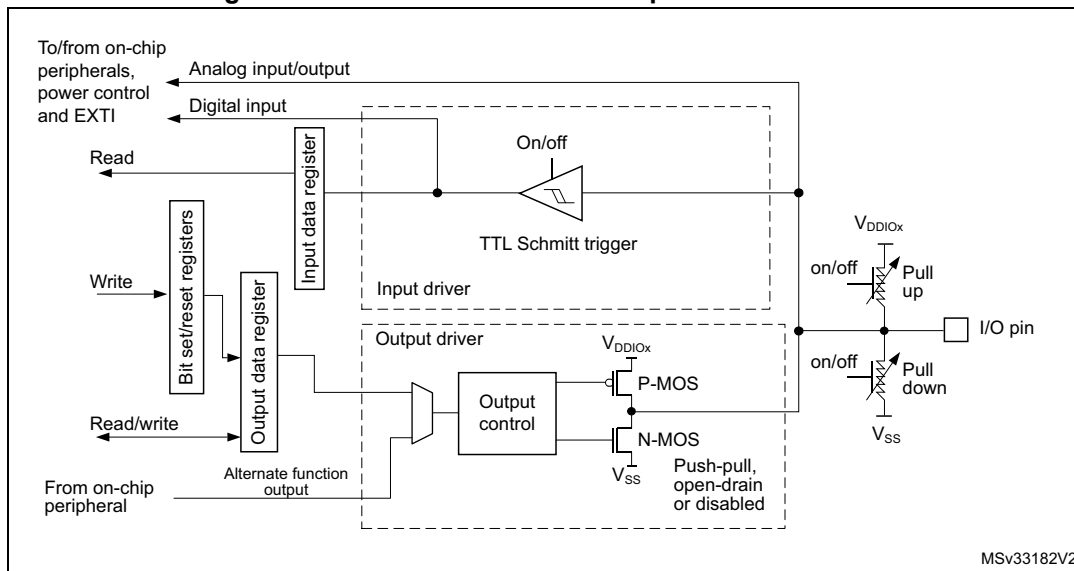 To/from on-chip
peripherals,
power control
and EXTI
Analog input/output
Digital input
On/off
Read
Input data register
TTL Schmitt trigger
Input driver
Write
Bit set/reset registers
Output data register
Read/write
From on-chip
peripheral
Alternate function
output
Output driver
Output
control
VDDIOx
P-MOS
N-MOS
VSS
Push-pull,
open-drain
or disabled
VDDIOx
on/off
Pull
up
I/O pin
on/off
Pull
down
VSS
MSv33182V2